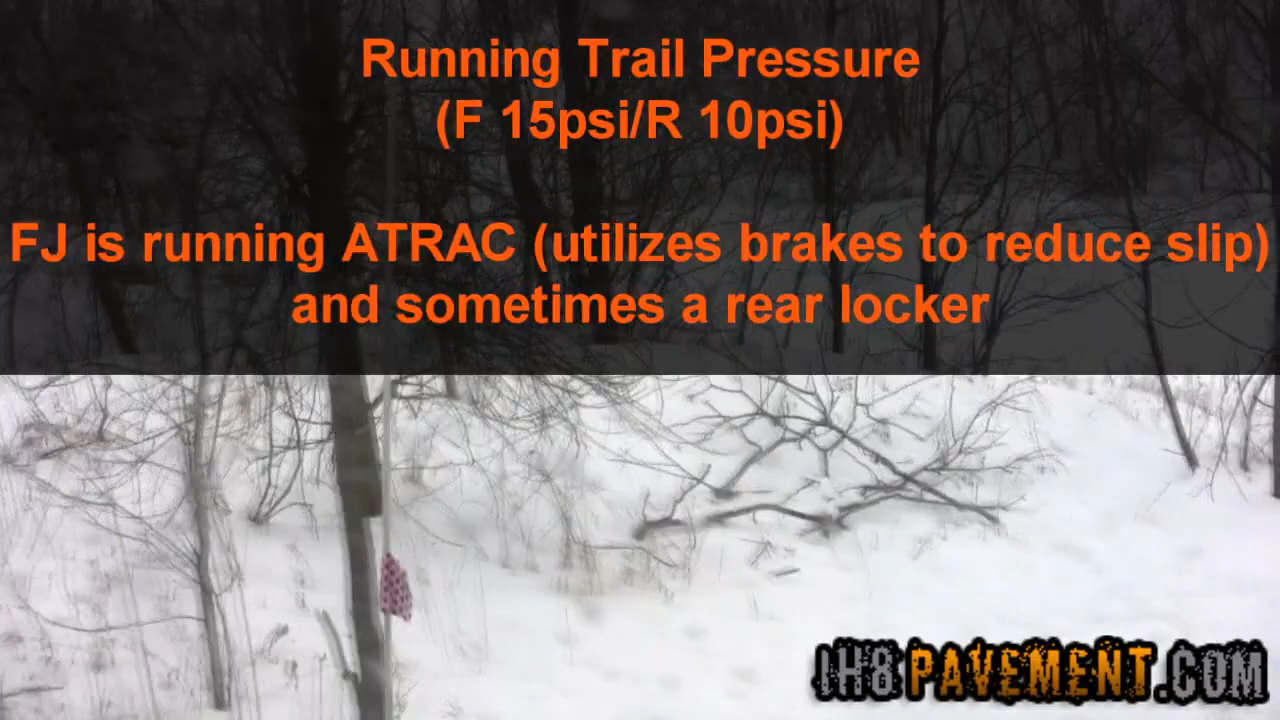 Running Trail Pressure
(F 15psi/R 10psi)
FJ is running ATRAC (utilizes brakes to reduce slip)
and sometimes a rear locker
IH8PAVEMENT.COM